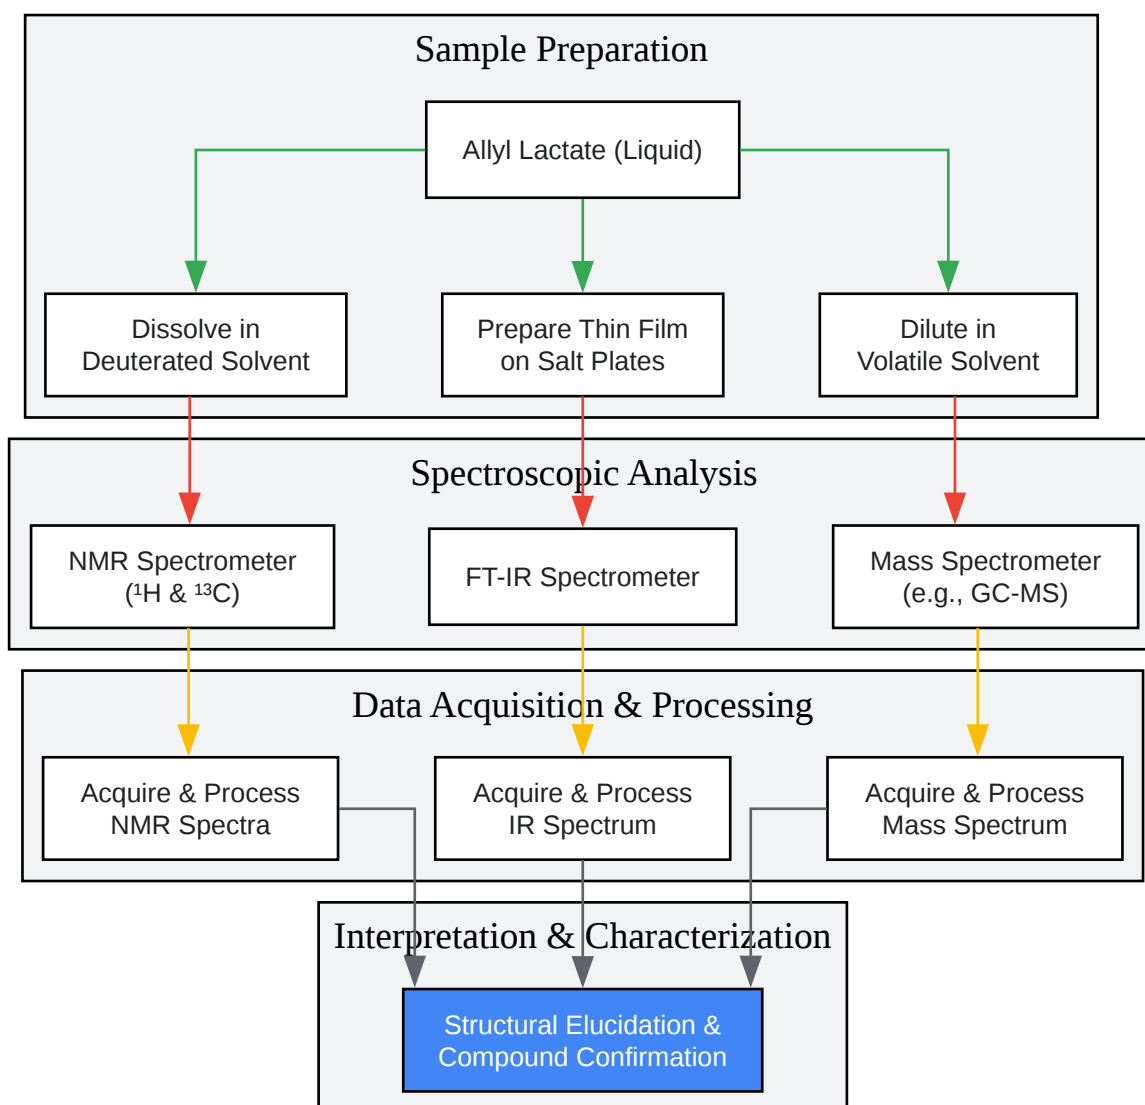 Sample Preparation
Allyl Lactate (Liquid)
Dissolve in
Deuterated Solvent
Prepare Thin Film
on Salt Plates
Dilute in
Volatile Solvent
Spectroscopic Analysis
NMR Spectrometer
(¹H & ¹³C)
FT-IR Spectrometer
Mass Spectrometer
(e.g., GC-MS)
Data Acquisition & Processing
Acquire & Process
NMR Spectra
Acquire & Process
IR Spectrum
Acquire & Process
Mass Spectrum
Interpretation & Characterization
Structural Elucidation &
Compound Confirmation